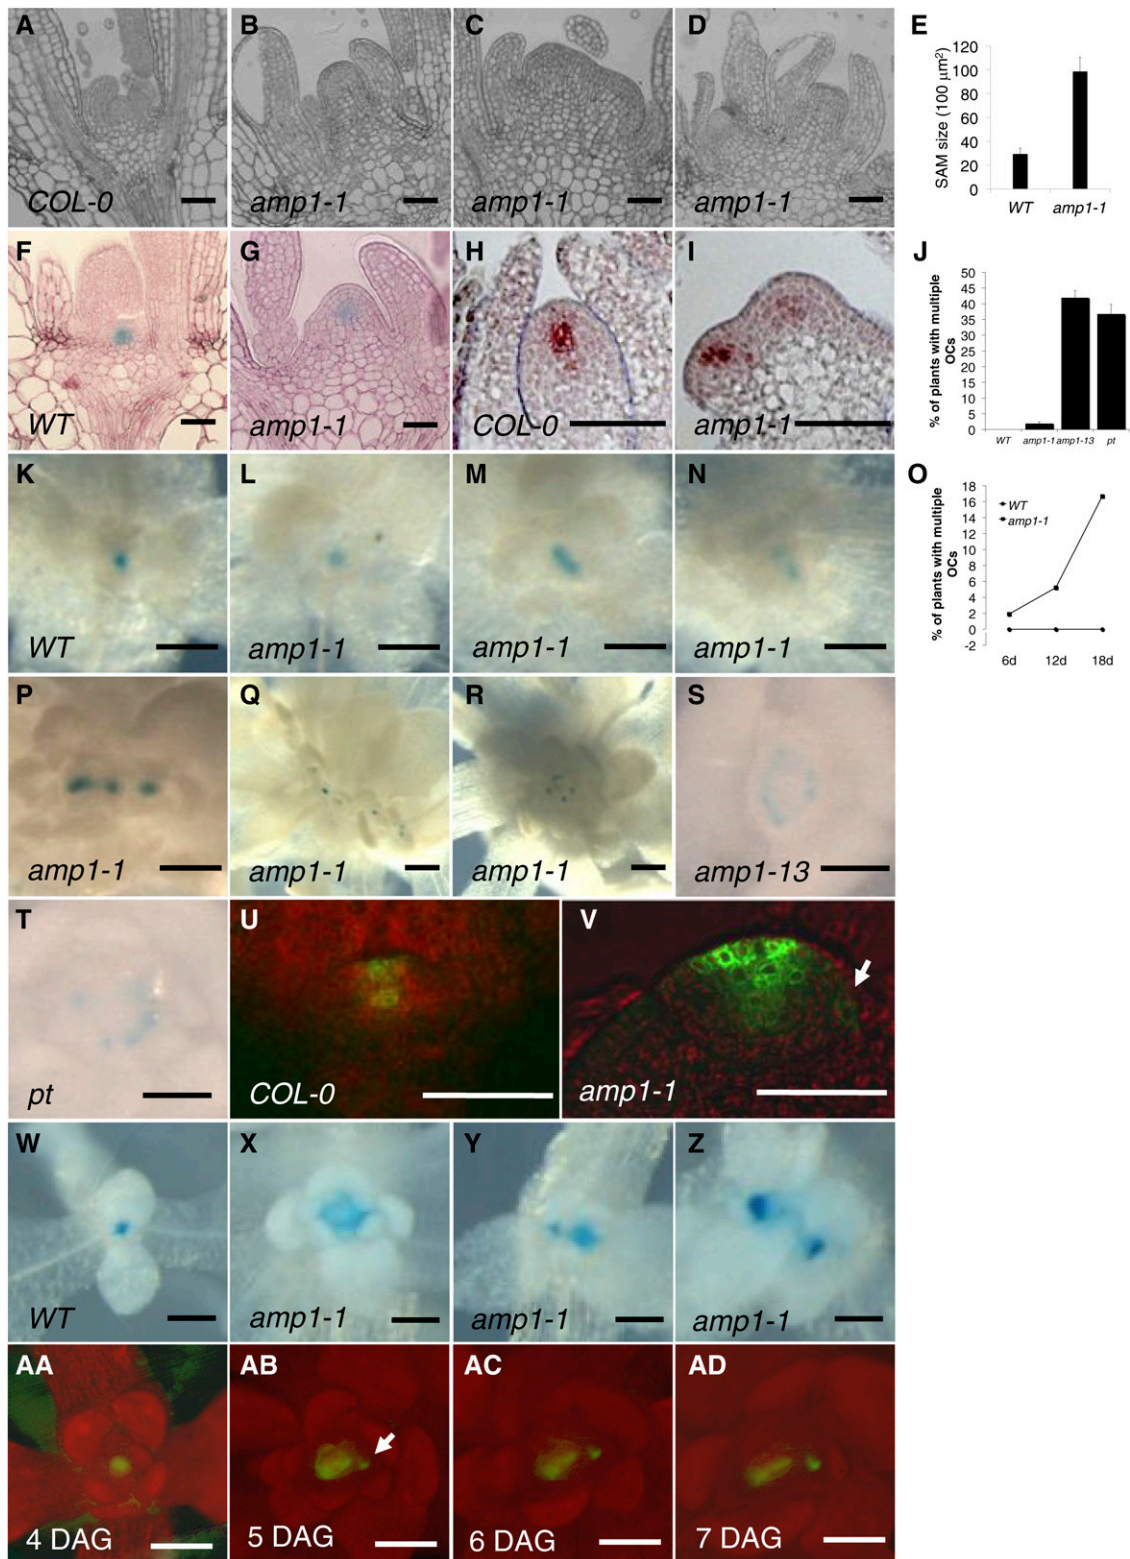 A
COL-0
B
amp1-1
C
amp1-1
D
amp1-1
E
SAM size (100 μm²)
120
100
80
60
40
20
0
WT
amp1-1
F
WT
G
amp1-1
H
COL-0
I
amp1-1
J
% of plants with multiple
OCs
50
45
40
35
30
25
20
15
10
5
0
WT
amp1-1
amp1-13
pt
K
WT
L
amp1-1
M
amp1-1
N
amp1-1
O
% of plants with multiple
OCs
18
16
14
12
10
8
6
4
2
0
-2
WT
amp1-1
6d
12d
18d
P
amp1-1
Q
amp1-1
R
amp1-1
S
amp1-13
T
pt
U
COL-0
V
amp1-1
W
WT
X
amp1-1
Y
amp1-1
Z
amp1-1
AA
4 DAG
AB
5 DAG
AC
6 DAG
AD
7 DAG